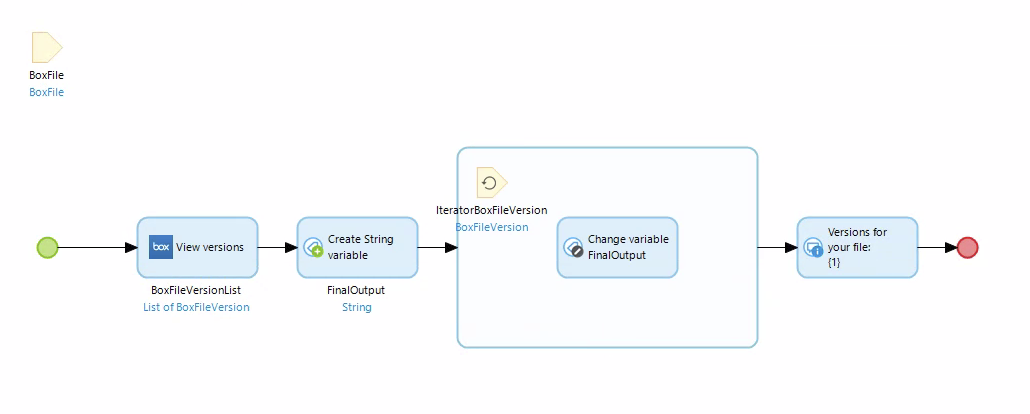 BoxFile
BoxFile
IteratorBoxFileVersion
BoxFileVersion
box
View versions
BoxFileVersionList
List of BoxFileVersion
Create String
variable
FinalOutput
String
Change variable
FinalOutput
Versions for
your file:
{1}